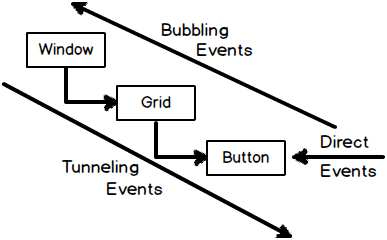 Bubbling
Events
Window
Grid
Button
Direct
Events
Tunneling
Events